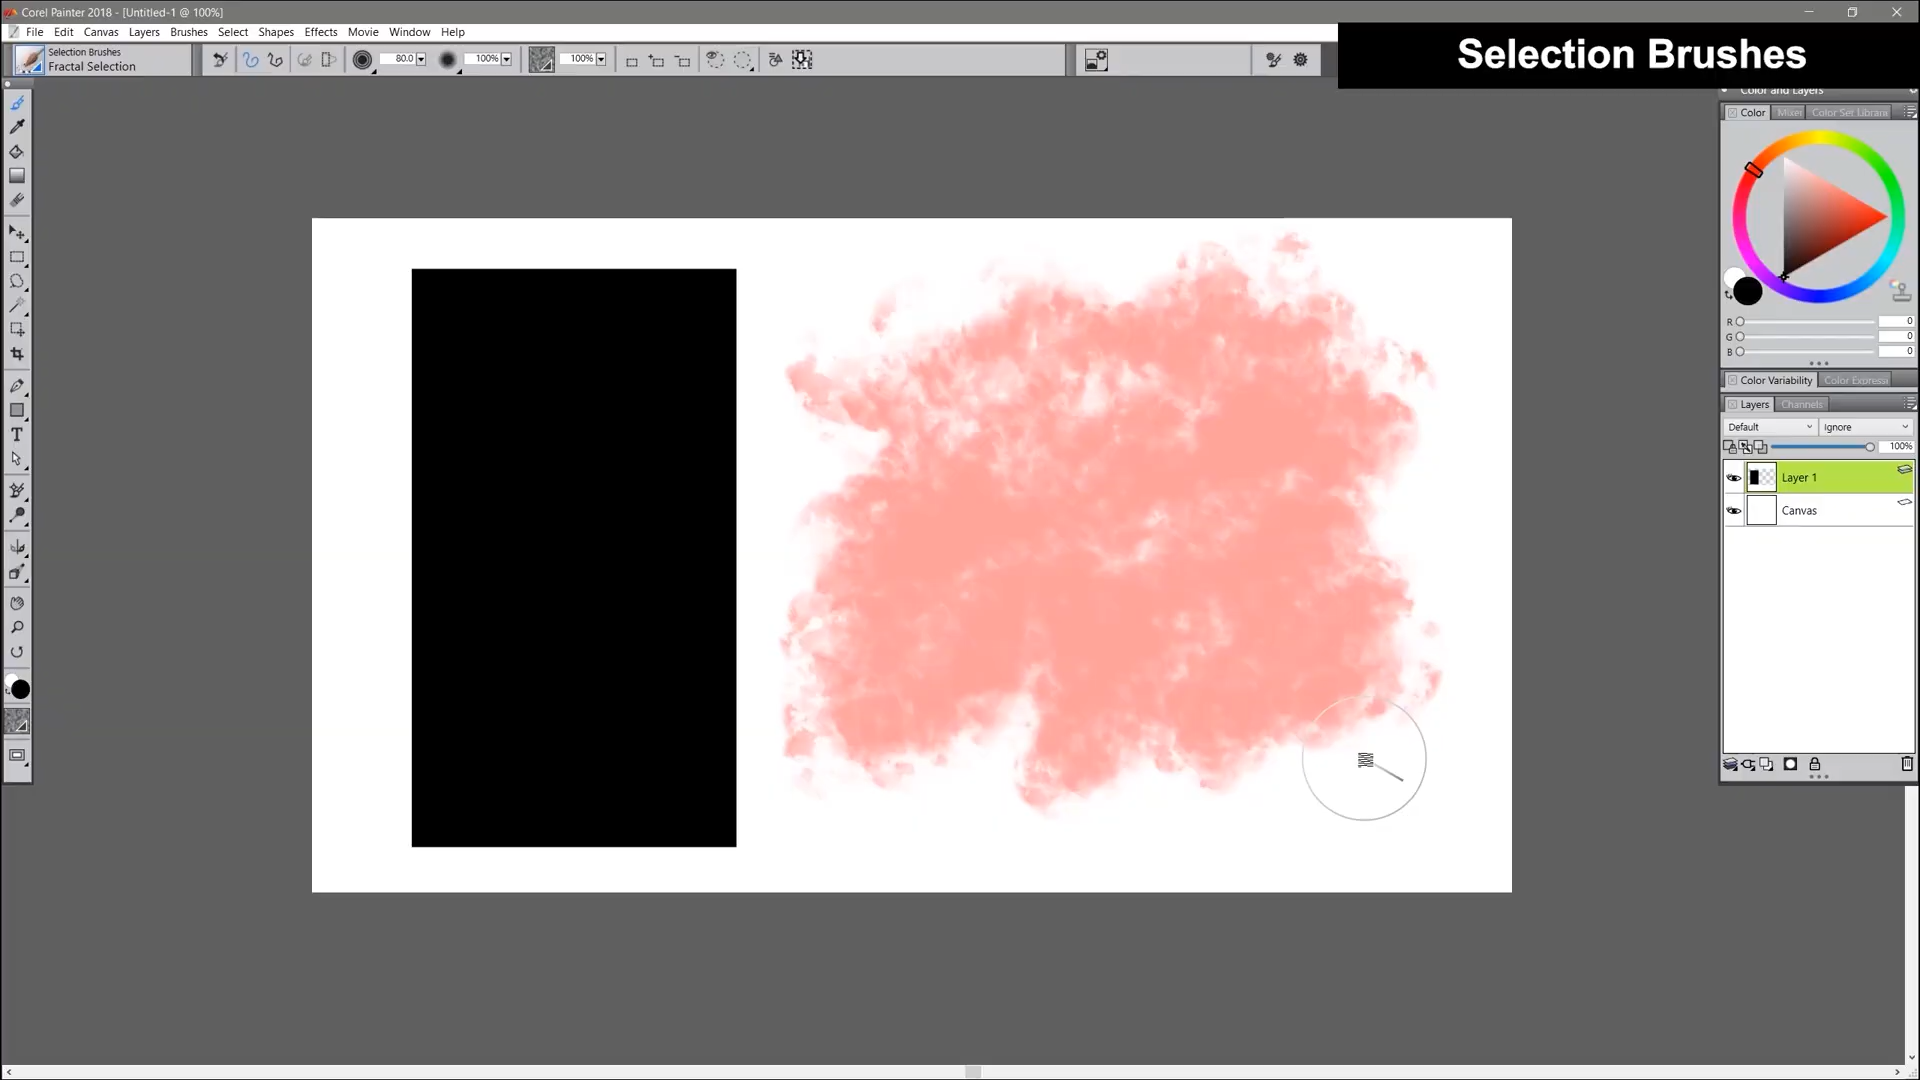 Corel Painter 2018 - [Untitled-1 @ 100%]
File Edit Canvas Layers Brushes Select Shapes Effects Movie Window Help
Selection Brushes
Fractal Selection
80.0
100%
100%
Selection Brushes
Color and Layers
Color Mixer Color Set Libraries
R 0
G 0
B 0
Color Variability Color Express
Layers Channels
Default Ignore
100%
Layer 1
Canvas
T